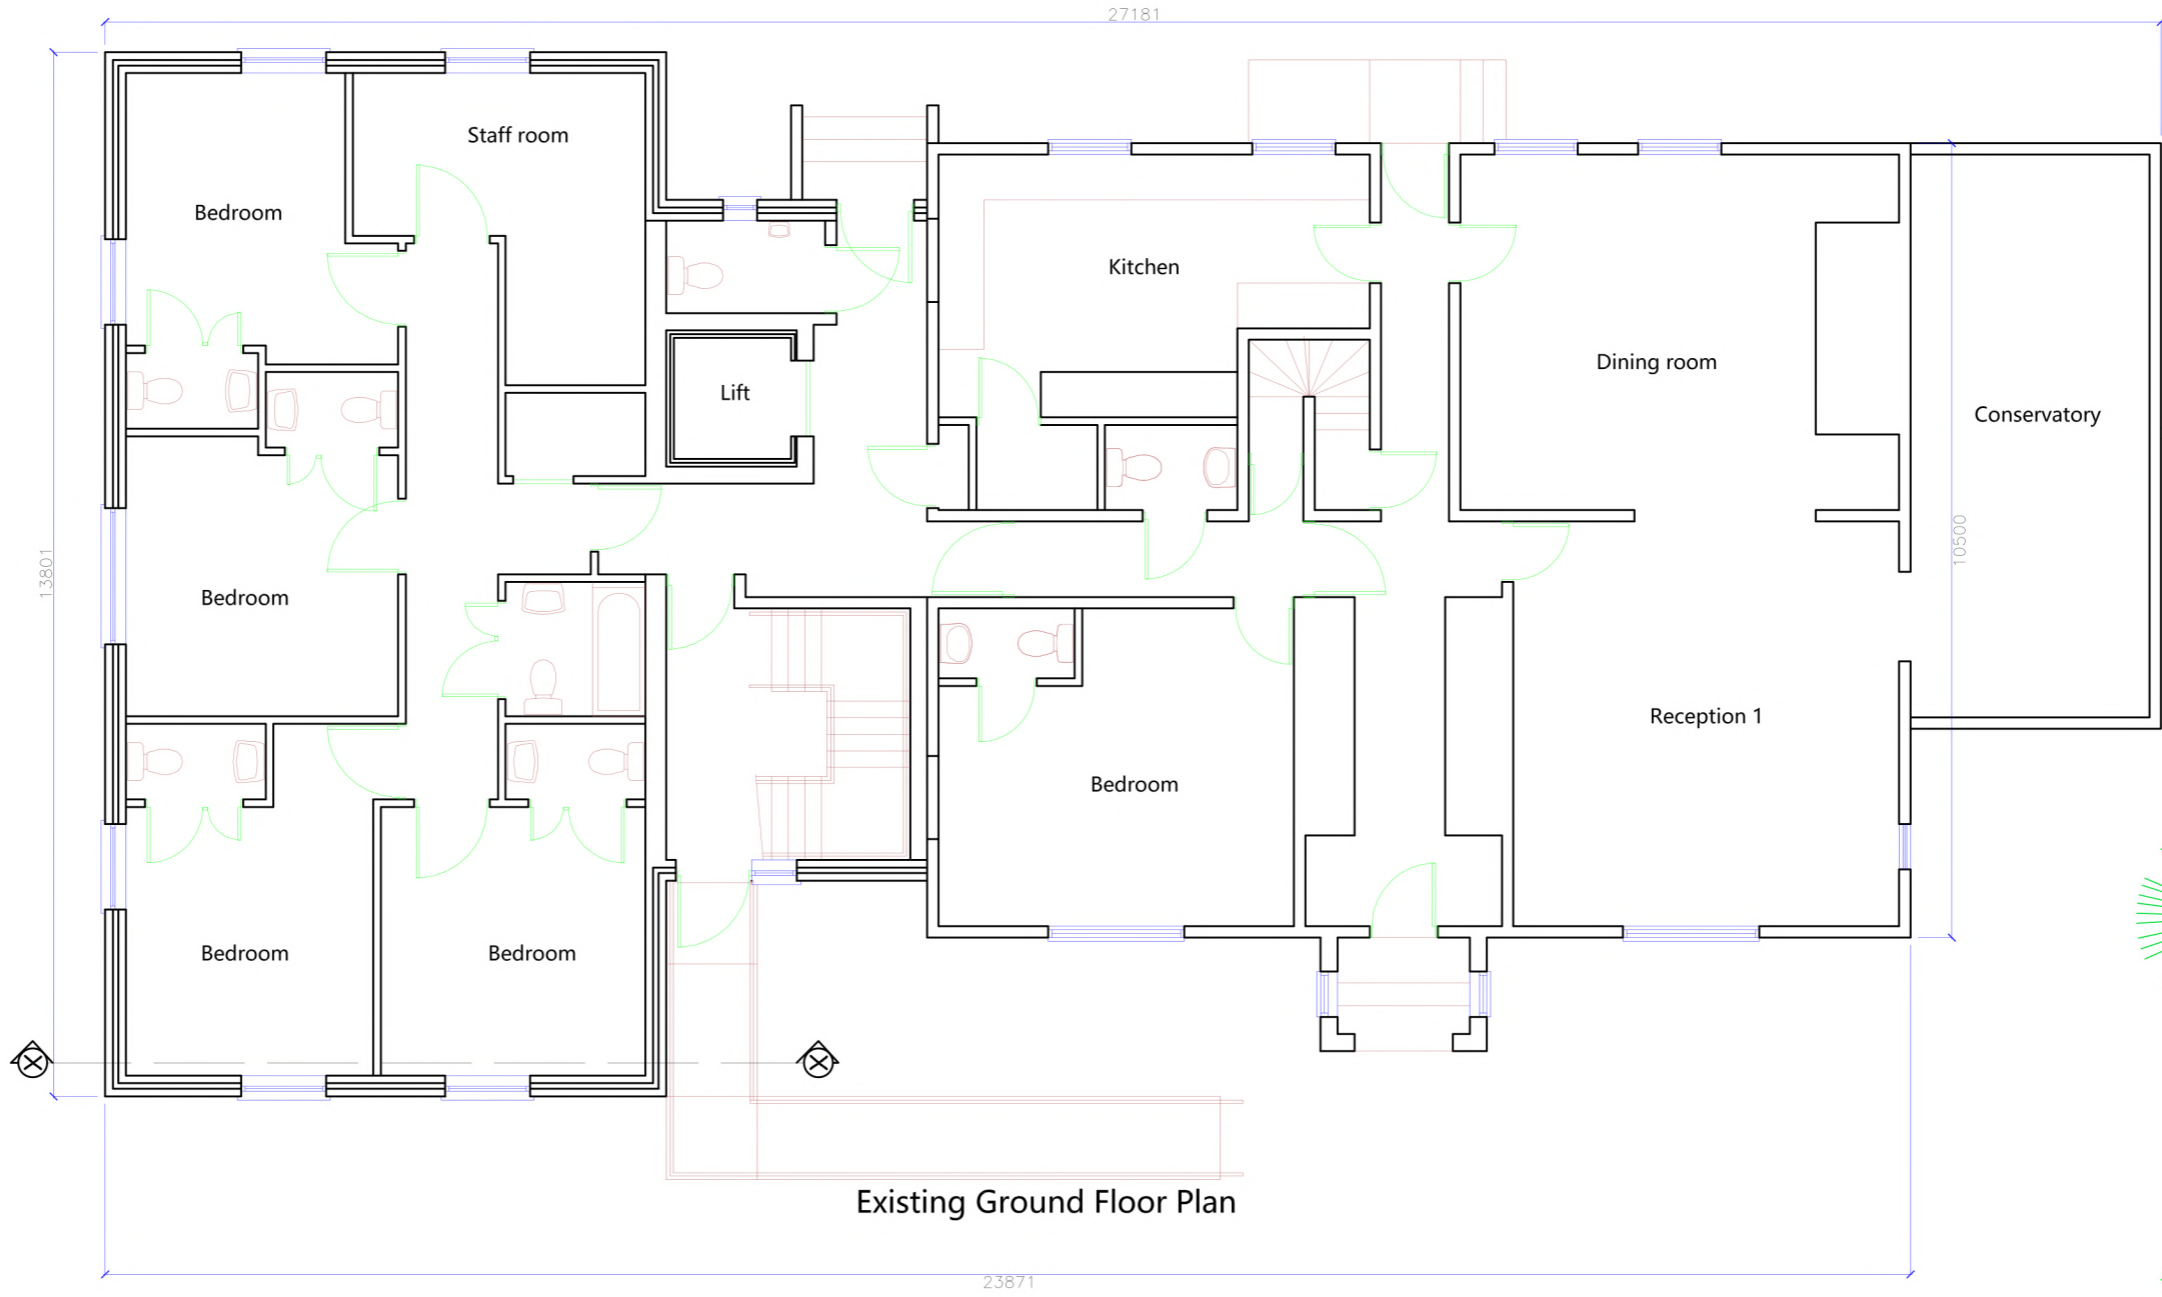 27181
Staff room
Bedroom
Kitchen
Dining room
Lift
Conservatory
13801
10500
Bedroom
Reception 1
Bedroom
Bedroom
Bedroom
Existing Ground Floor Plan
23871